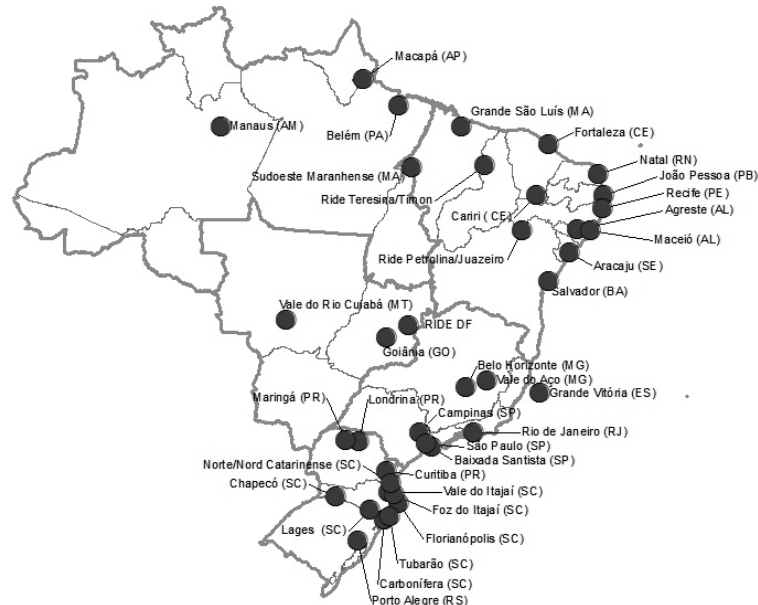 Macapá (AP)
Grande São Luís (MA)
Manaus (AM)
Belém (PA)
Fortaleza (CE)
Natal (RN)
Sudoeste Maranhense (MA)
João Pessoa (PB)
Ride Teresina/Timon
Recife (PE)
Cariri ( CE)
Agreste (AL)
Maceió (AL)
Ride Petrolina/Juazeiro
Aracaju (SE)
Salvador (BA)
Vale do Rio Cuiabá (MT)
RIDE DF
Goiânia (GO)
Belo Horizonte (MG)
Vale do Aço (MG)
Grande Vitória (ES)
Maringá (PR)
Londrina (PR)
Campinas (SP)
Rio de Janeiro (RJ)
São Paulo (SP)
Baixada Santista (SP)
Norte/Nord Catarinense (SC)
Curitiba (PR)
Chapecó (SC)
Vale do Itajaí (SC)
Foz do Itajaí (SC)
Lages (SC)
Florianópolis (SC)
Tubarão (SC)
Carbonífera (SC)
Porto Alegre (RS)